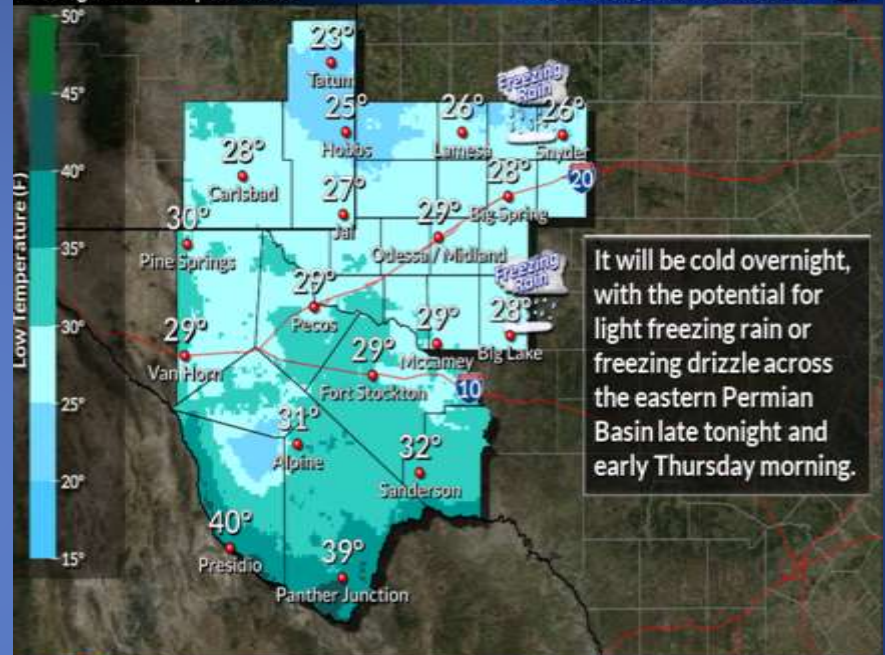 50°
45°
40°
35°
30°
25°
20°
15°
Low Temperature (F)
23°
Tatum
25°
Hobbs
26°
Lamesa
Freezing
Rain
26°
Snyder
28°
Carlsbad
27°
Jal
28°
Big Spring
20
30°
Pine Springs
29°
Odessa / Midland
29°
Pecos
Freezing
Rain
29°
Van Horn
29°
Fort Stockton
29°
McCamey
28°
Big Lake
10
31°
Alpine
32°
Sanderson
40°
Presidio
39°
Panther Junction
It will be cold overnight,
with the potential for
light freezing rain or
freezing drizzle across
the eastern Permian
Basin late tonight and
early Thursday morning.